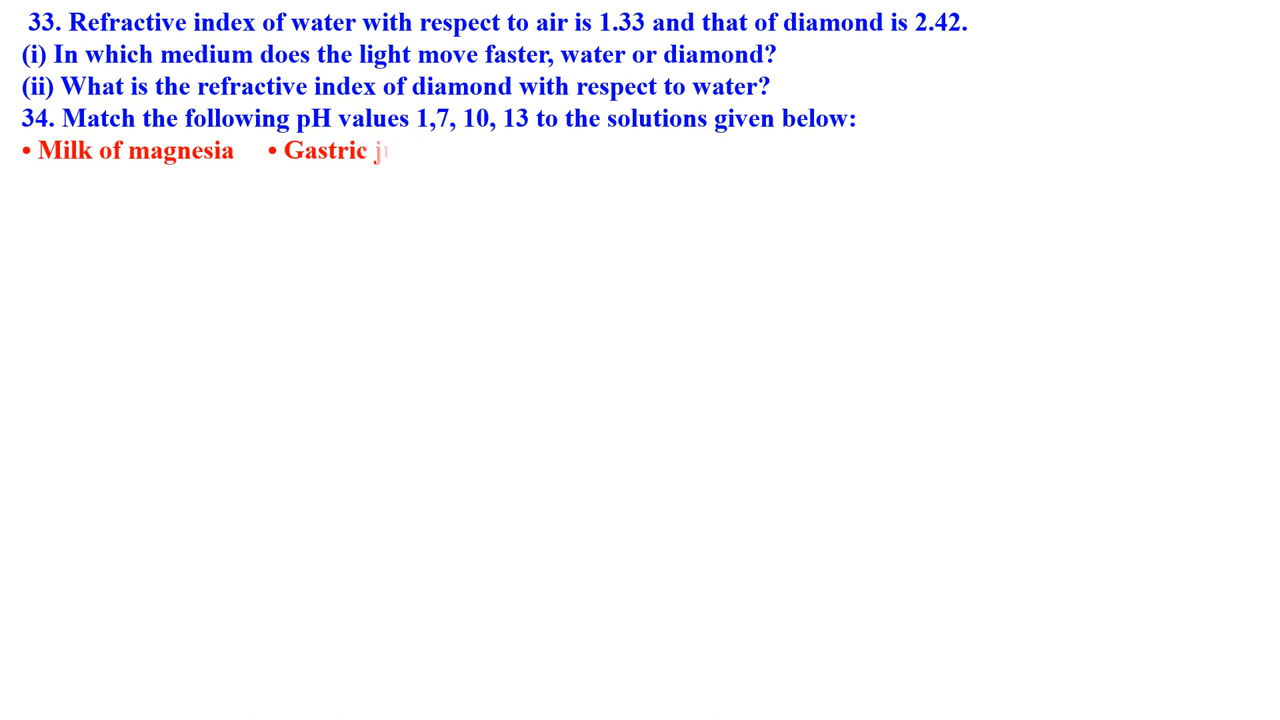 33. Refractive index of water with respect to air is 1.33 and that of diamond is 2.42.
(i) In which medium does the light move faster, water or diamond?
(ii) What is the refractive index of diamond with respect to water?
34. Match the following pH values 1,7, 10, 13 to the solutions given below:
• Milk of magnesia • Gastric